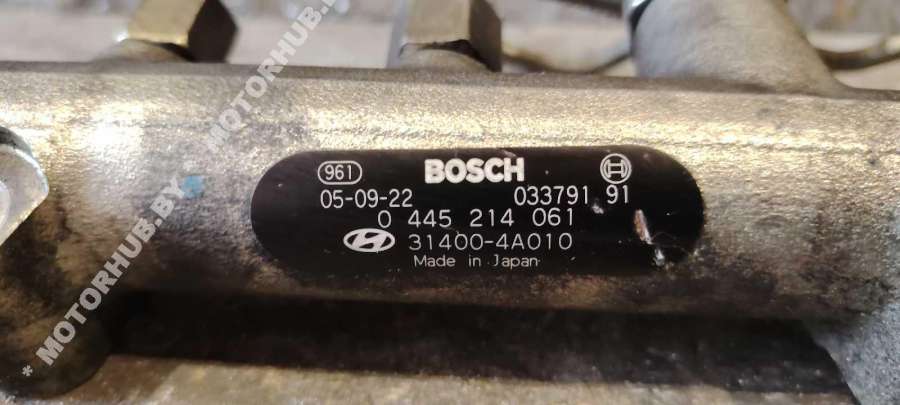 961 BOSCH
05-09-22 033791 91
0 445 214 061
31400-4A010
Made in Japan
* MOTORHUB.BY * MOTORHUB.BY